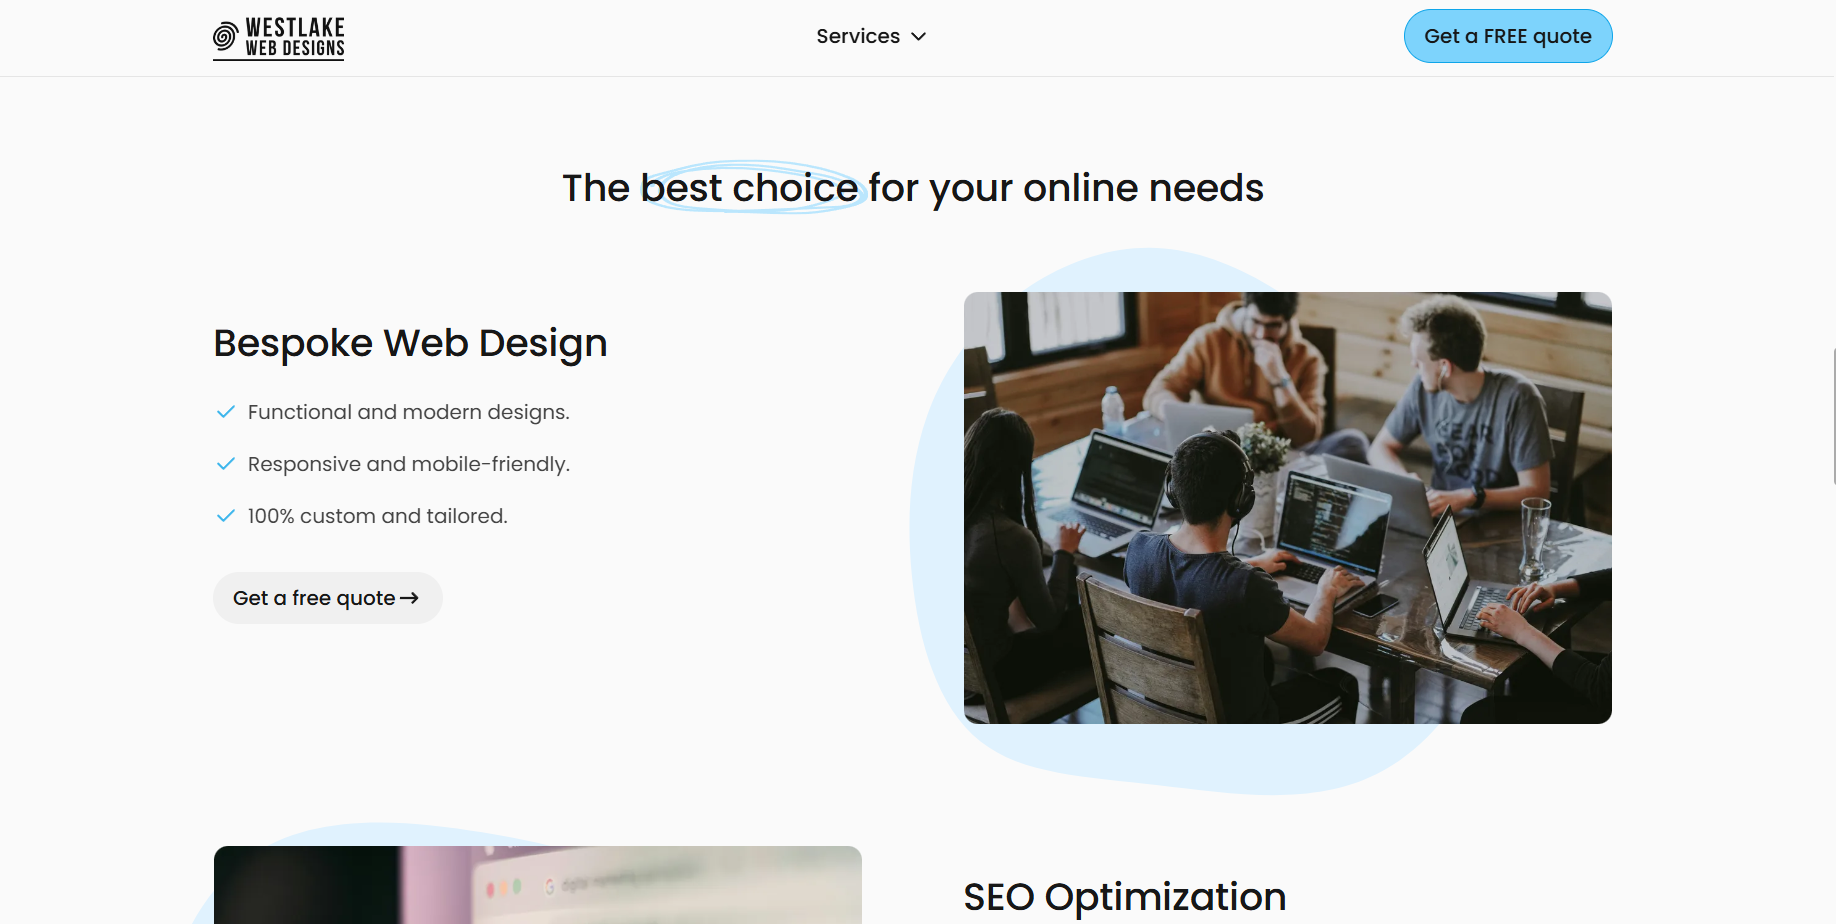 WESTLAKE
WEB DESIGNS
Services
Get a FREE quote
The best choice for your online needs
Bespoke Web Design
Functional and modern designs.
Responsive and mobile-friendly.
100% custom and tailored.
Get a free quote
SEO Optimization